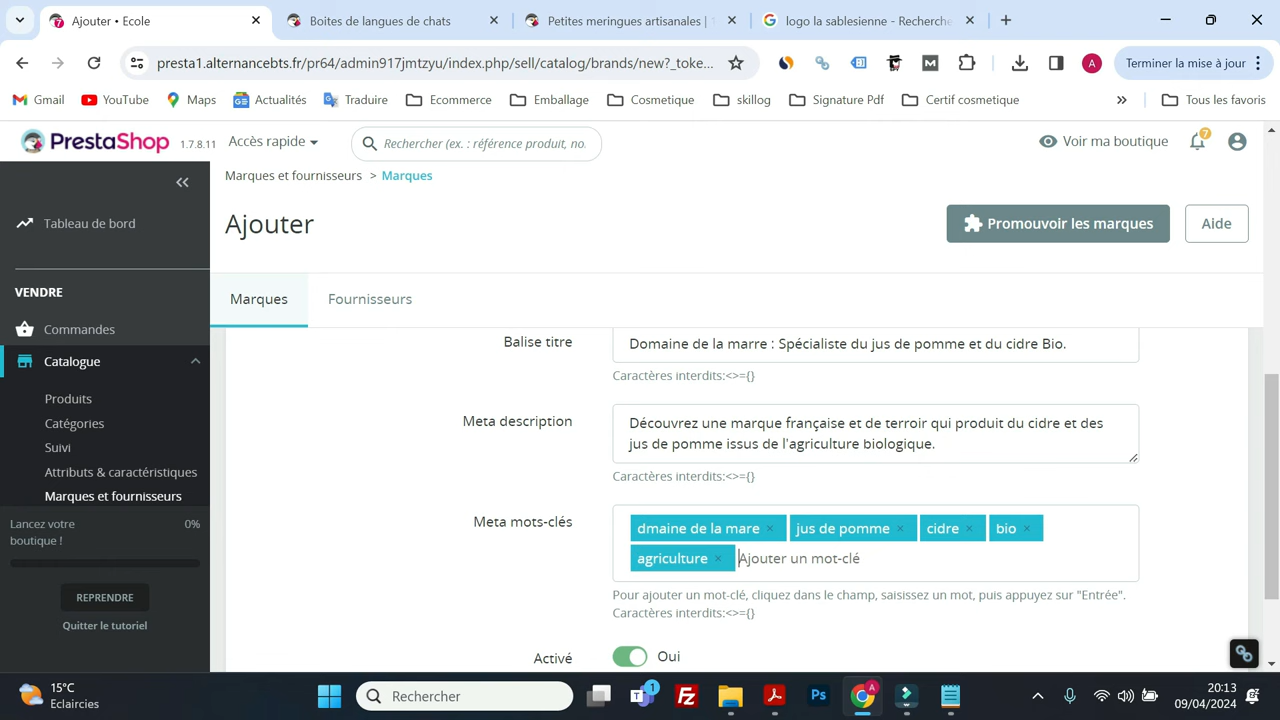 Ajouter • Ecole
Boites de langues de chats
Petites meringues artisanales |
logo la sablesienne - Recherche
presta1.alternancebts.fr/pr64/admin917jmtzyu/index.php/sell/catalog/brands/new?_toke...
Terminer la mise à jour
Gmail
YouTube
Maps
Actualités
Traduire
Ecommerce
Emballage
Cosmetique
skillog
Signature Pdf
Certif cosmetique
Tous les favoris
PrestaShop
1.7.8.11
Accès rapide
Rechercher (ex. : référence produit, no.
Voir ma boutique
7
Marques et fournisseurs > Marques
Ajouter
Promouvoir les marques
Aide
Marques
Fournisseurs
Tableau de bord
VENDRE
Commandes
Catalogue
Produits
Catégories
Suivi
Attributs & caractéristiques
Marques et fournisseurs
Lancez votre
boutique !
0%
REPRENDRE
Quitter le tutoriel
Balise titre
Domaine de la marre : Spécialiste du jus de pomme et du cidre Bio.
Caractères interdits:<>={}
Meta description
Découvrez une marque française et de terroir qui produit du cidre et des
jus de pomme issus de l'agriculture biologique.
Caractères interdits:<>={}
Meta mots-clés
dmaine de la mare × jus de pomme × cidre × bio ×
agriculture × Ajouter un mot-clé
Pour ajouter un mot-clé, cliquez dans le champ, saisissez un mot, puis appuyez sur "Entrée".
Caractères interdits:<>={}
Activé
Oui
15°C
Eclaircies
Rechercher
1
Ps
A
20:13
09/04/2024